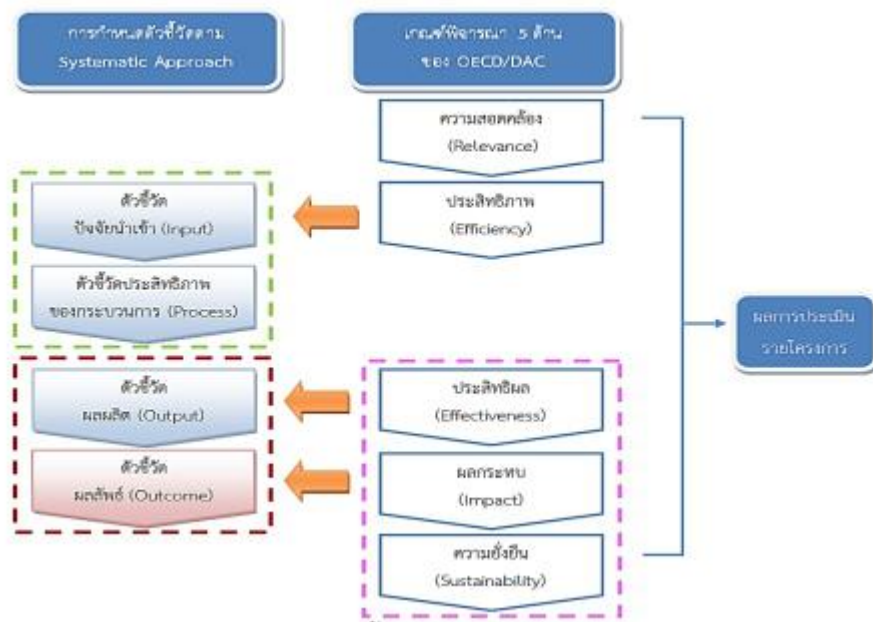 การกำหนดตัวชี้วัดตาม
Systematic Approach
เกณฑ์พิจารณา 5 ด้าน
ของ OECD/DAC
ความสอดคล้อง
(Relevance)
ตัวชี้วัด
ปัจจัยนำเข้า (Input)
ประสิทธิภาพ
(Efficiency)
ตัวชี้วัดประสิทธิภาพ
ของกระบวนการ (Process)
ผลการประเมิน
รายโครงการ
ตัวชี้วัด
ผลผลิต (Output)
ประสิทธิผล
(Effectiveness)
ตัวชี้วัด
ผลลัพธ์ (Outcome)
ผลกระทบ
(Impact)
ความยั่งยืน
(Sustainability)